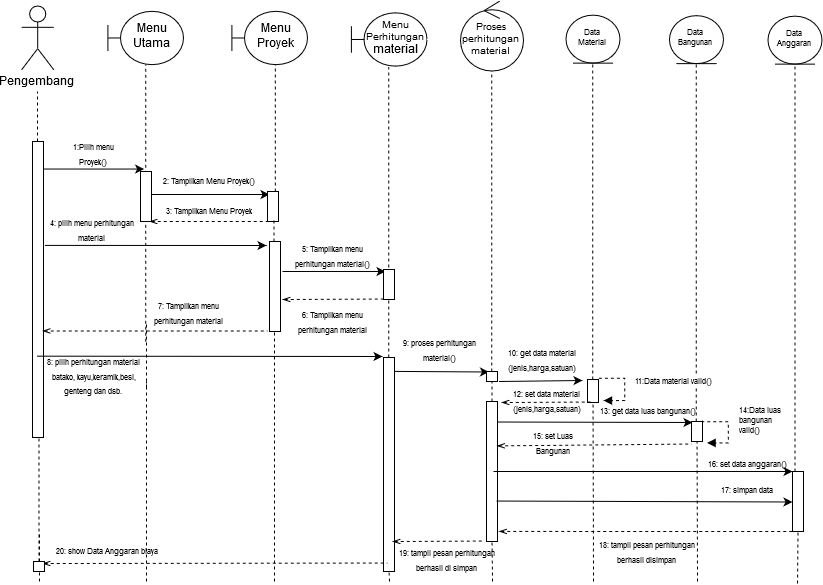 Pengembang
Menu
Utama
Menu
Proyek
Menu
Perhitungan
material
Proses
perhitungan
material
Data
Material
Data
Bangunan
Data
Anggaran
1:Pilih menu
Proyek()
2: Tampilkan Menu Proyek()
3: Tampilkan Menu Proyek
4: pilih menu perhitungan
material
5: Tampilkan menu
perhitungan material()
6: Tampilkan menu
perhitungan material
7: Tampilkan menu
perhitungan material
8: pilih perhitungan material
batako, kayu,keramik,besi,
genteng dan dsb.
9: proses perhitungan
material()
10: get data material
(jenis,harga,satuan)
11:Data material valid()
12: set data material
(jenis,harga,satuan)
13: get data luas bangunan()
14:Data luas
bangunan
valid()
15: set Luas
Bangunan
16: set data anggaran()
17: simpan data
18: tampil pesan perhitungan
berhasil disimpan
19: tampil pesan perhitungan
berhasil di simpan
20: show Data Anggaran biaya